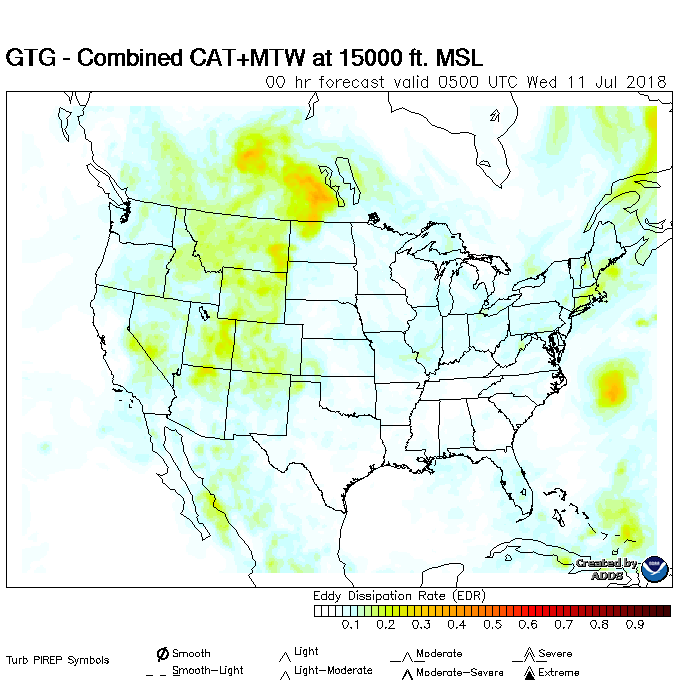 GTG - Combined CAT+MTW at 15000 ft. MSL
00 hr forecast valid 0500 UTC Wed 11 Jul 2018
Created by
ADDS
NOAA
Eddy Dissipation Rate (EDR)
0.1 0.2 0.3 0.4 0.5 0.6 0.7 0.8 0.9
Turb PIREP Symbols
Smooth Light Moderate Severe
Smooth-Light Light-Moderate Moderate-Severe Extreme